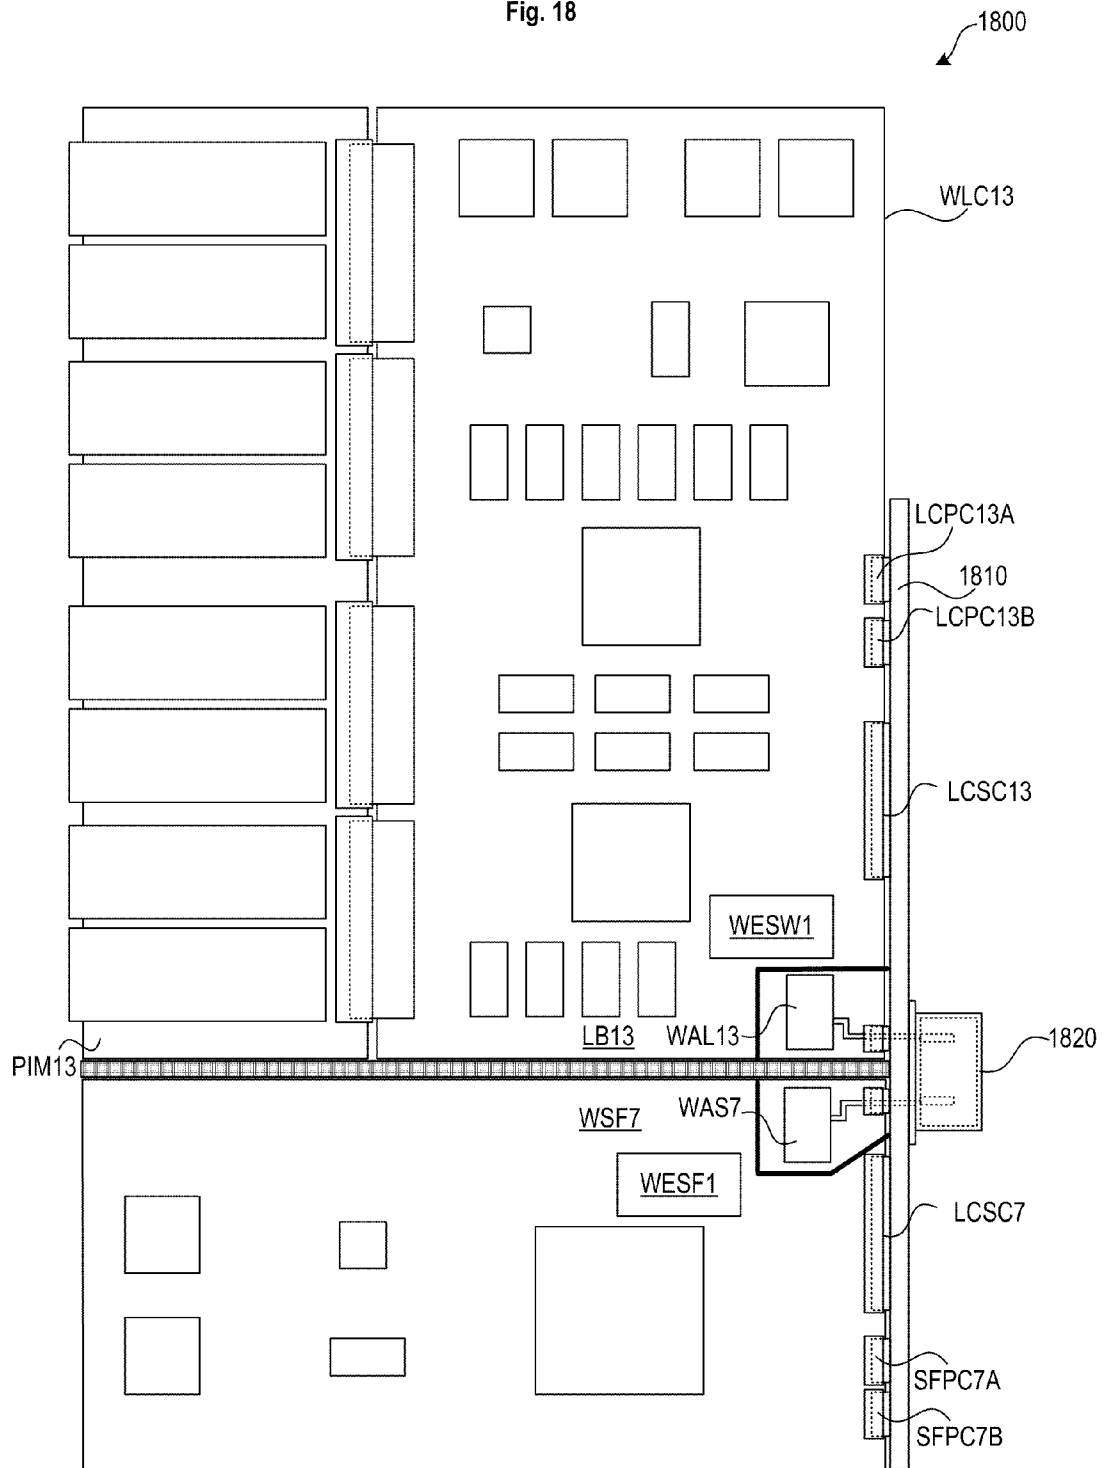 Fig. 18
1800
WLC13
LCPC13A
1810
LCPC13B
LCSC13
WESW1
LB13
WAL13
1820
PIM13
WAS7
WSF7
WESF1
LCSC7
SFPC7A
SFPC7B